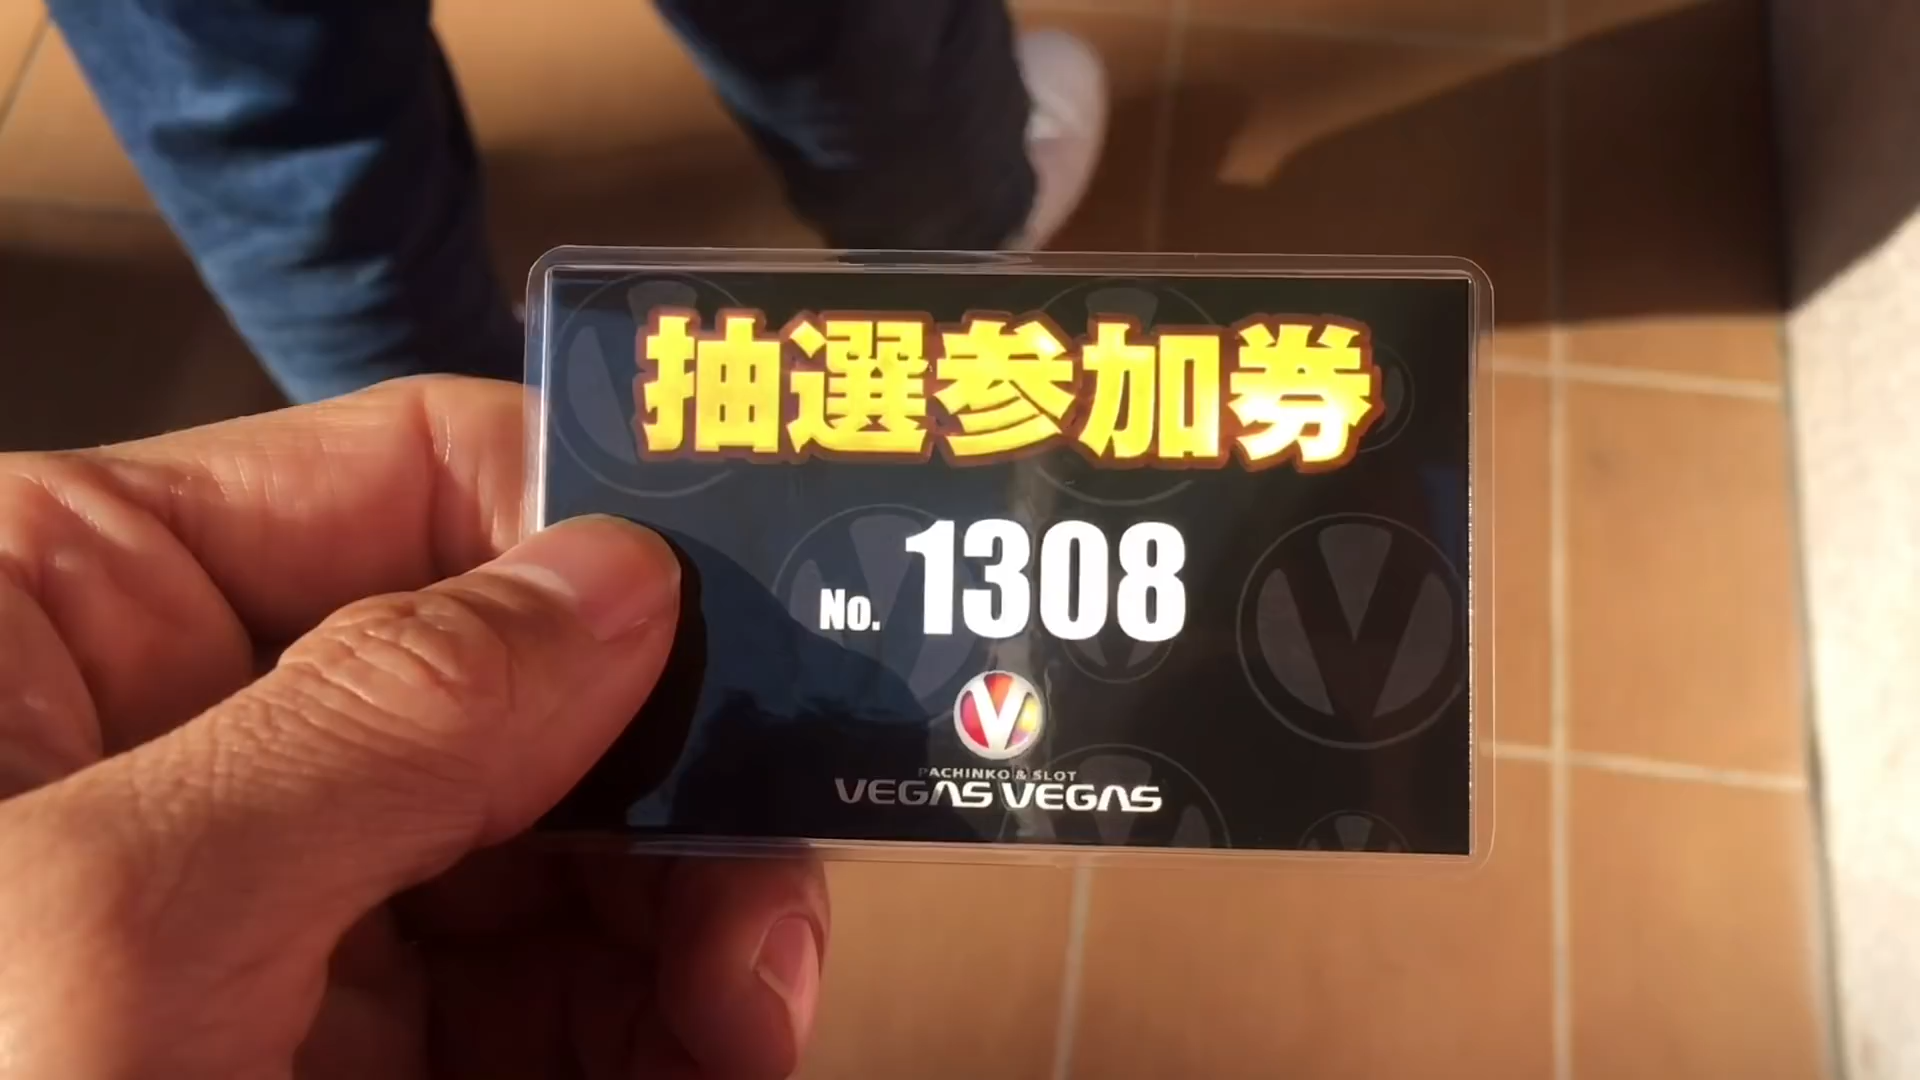 抽選参加券
No. 1308
V
PACHINKO & SLOT
VEGAS VEGAS